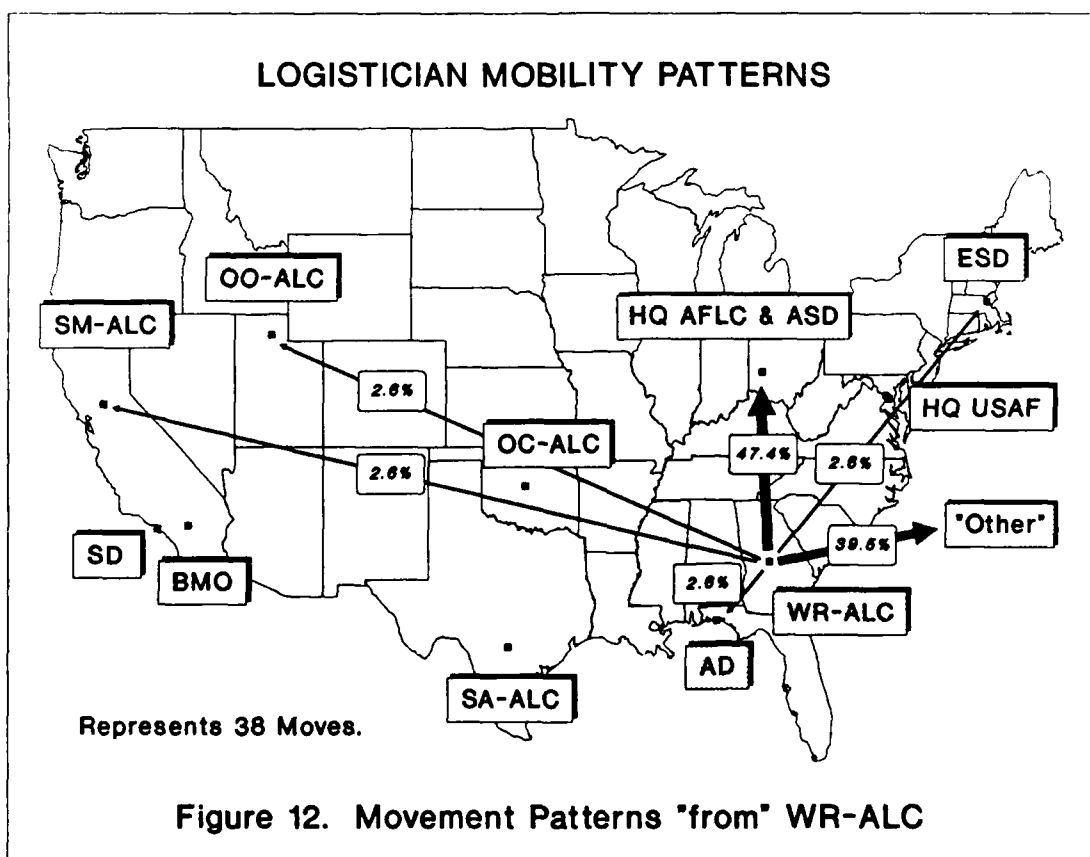 LOGISTICIAN MOBILITY PATTERNS
ESD
OO-ALC
HQ AFLC & ASD
SM-ALC
2.6%
HQ USAF
OC-ALC
47.4%
2.6%
2.6%
"Other"
39.5%
SD
BMO
2.6%
WR-ALC
AD
SA-ALC
Represents 38 Moves.
Figure 12. Movement Patterns "from" WR-ALC